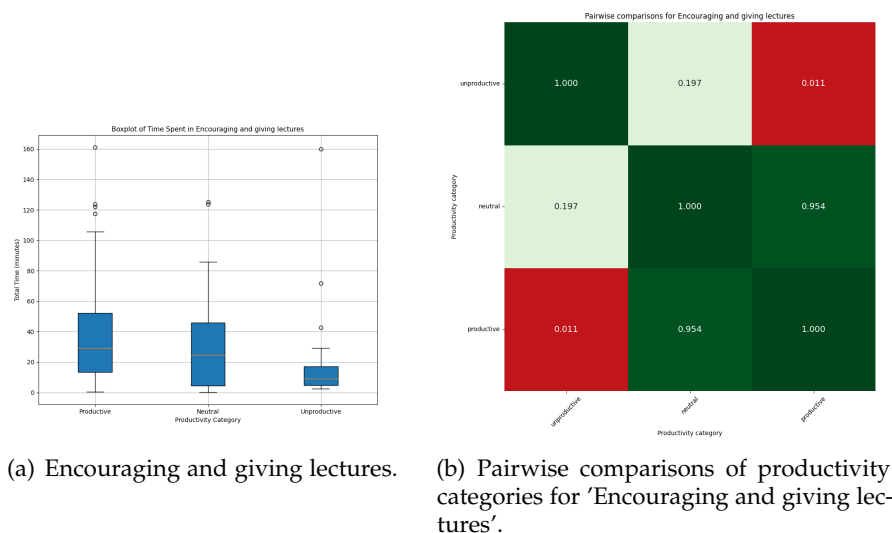 Boxplot of Time Spent in Encouraging and giving lectures
160
140
120
100
80
60
40
20
0
Total Time (minutes)
Productive Neutral Unproductive
Productivity Category
(a) Encouraging and giving lectures.
Pairwise comparisons for Encouraging and giving lectures
unproductive 1.000 0.197 0.011
neutral 0.197 1.000 0.954
productive 0.011 0.954 1.000
Productivity category
unproductive neutral productive
Productivity category
(b) Pairwise comparisons of productivity
categories for ’Encouraging and giving lec-
tures’.